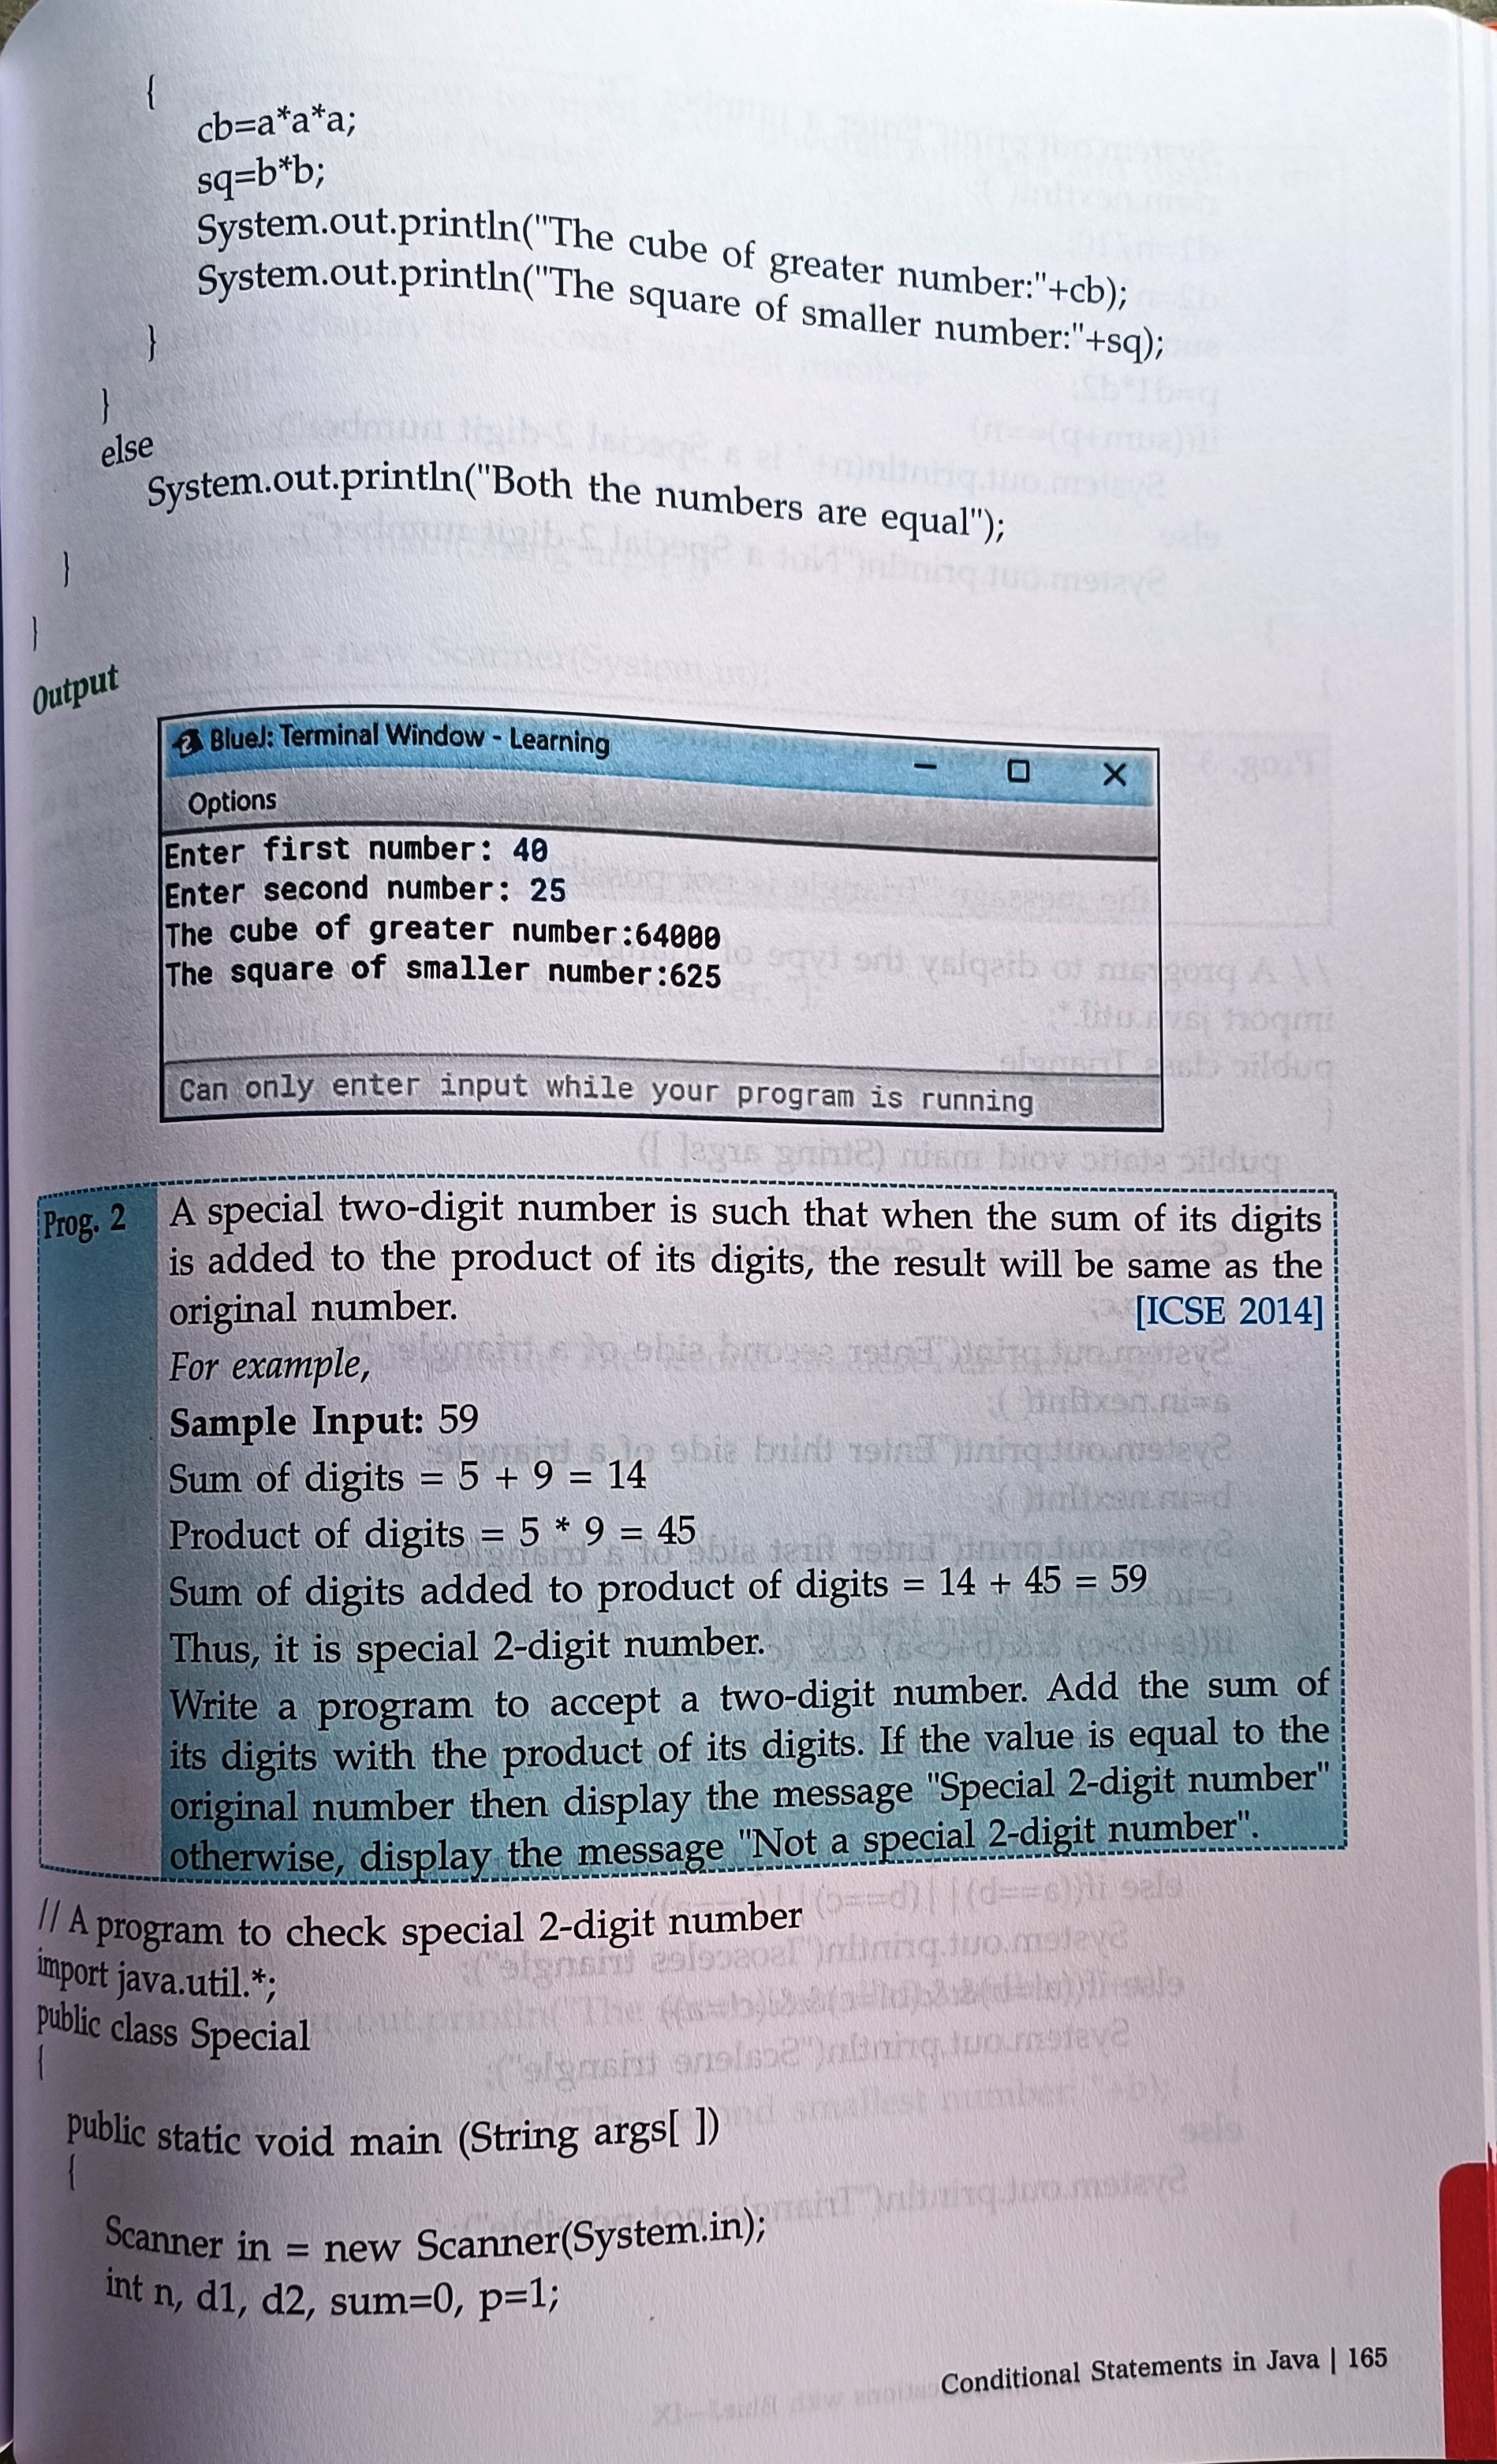 {
cb=a*a*a;
sq=b*b;
System.out.println("The cube of greater number:"+cb);
System.out.println("The square of smaller number:"+sq);
}
}
else
System.out.println("Both the numbers are equal");
}
}
Output
BlueJ: Terminal Window - Learning
Options
Enter first number: 40
Enter second number: 25
The cube of greater number:64000
The square of smaller number:625
Can only enter input while your program is running
Prog. 2 A special two-digit number is such that when the sum of its digits
is added to the product of its digits, the result will be same as the
original number. [ICSE 2014]
For example,
Sample Input: 59
Sum of digits = 5 + 9 = 14
Product of digits = 5 * 9 = 45
Sum of digits added to product of digits = 14 + 45 = 59
Thus, it is special 2-digit number.
Write a program to accept a two-digit number. Add the sum of
its digits with the product of its digits. If the value is equal to the
original number then display the message "Special 2-digit number"
otherwise, display the message "Not a special 2-digit number".
// A program to check special 2-digit number
import java.util.*;
public class Special
{
public static void main (String args[ ])
{
Scanner in = new Scanner(System.in);
int n, d1, d2, sum=0, p=1;
Conditional Statements in Java | 165